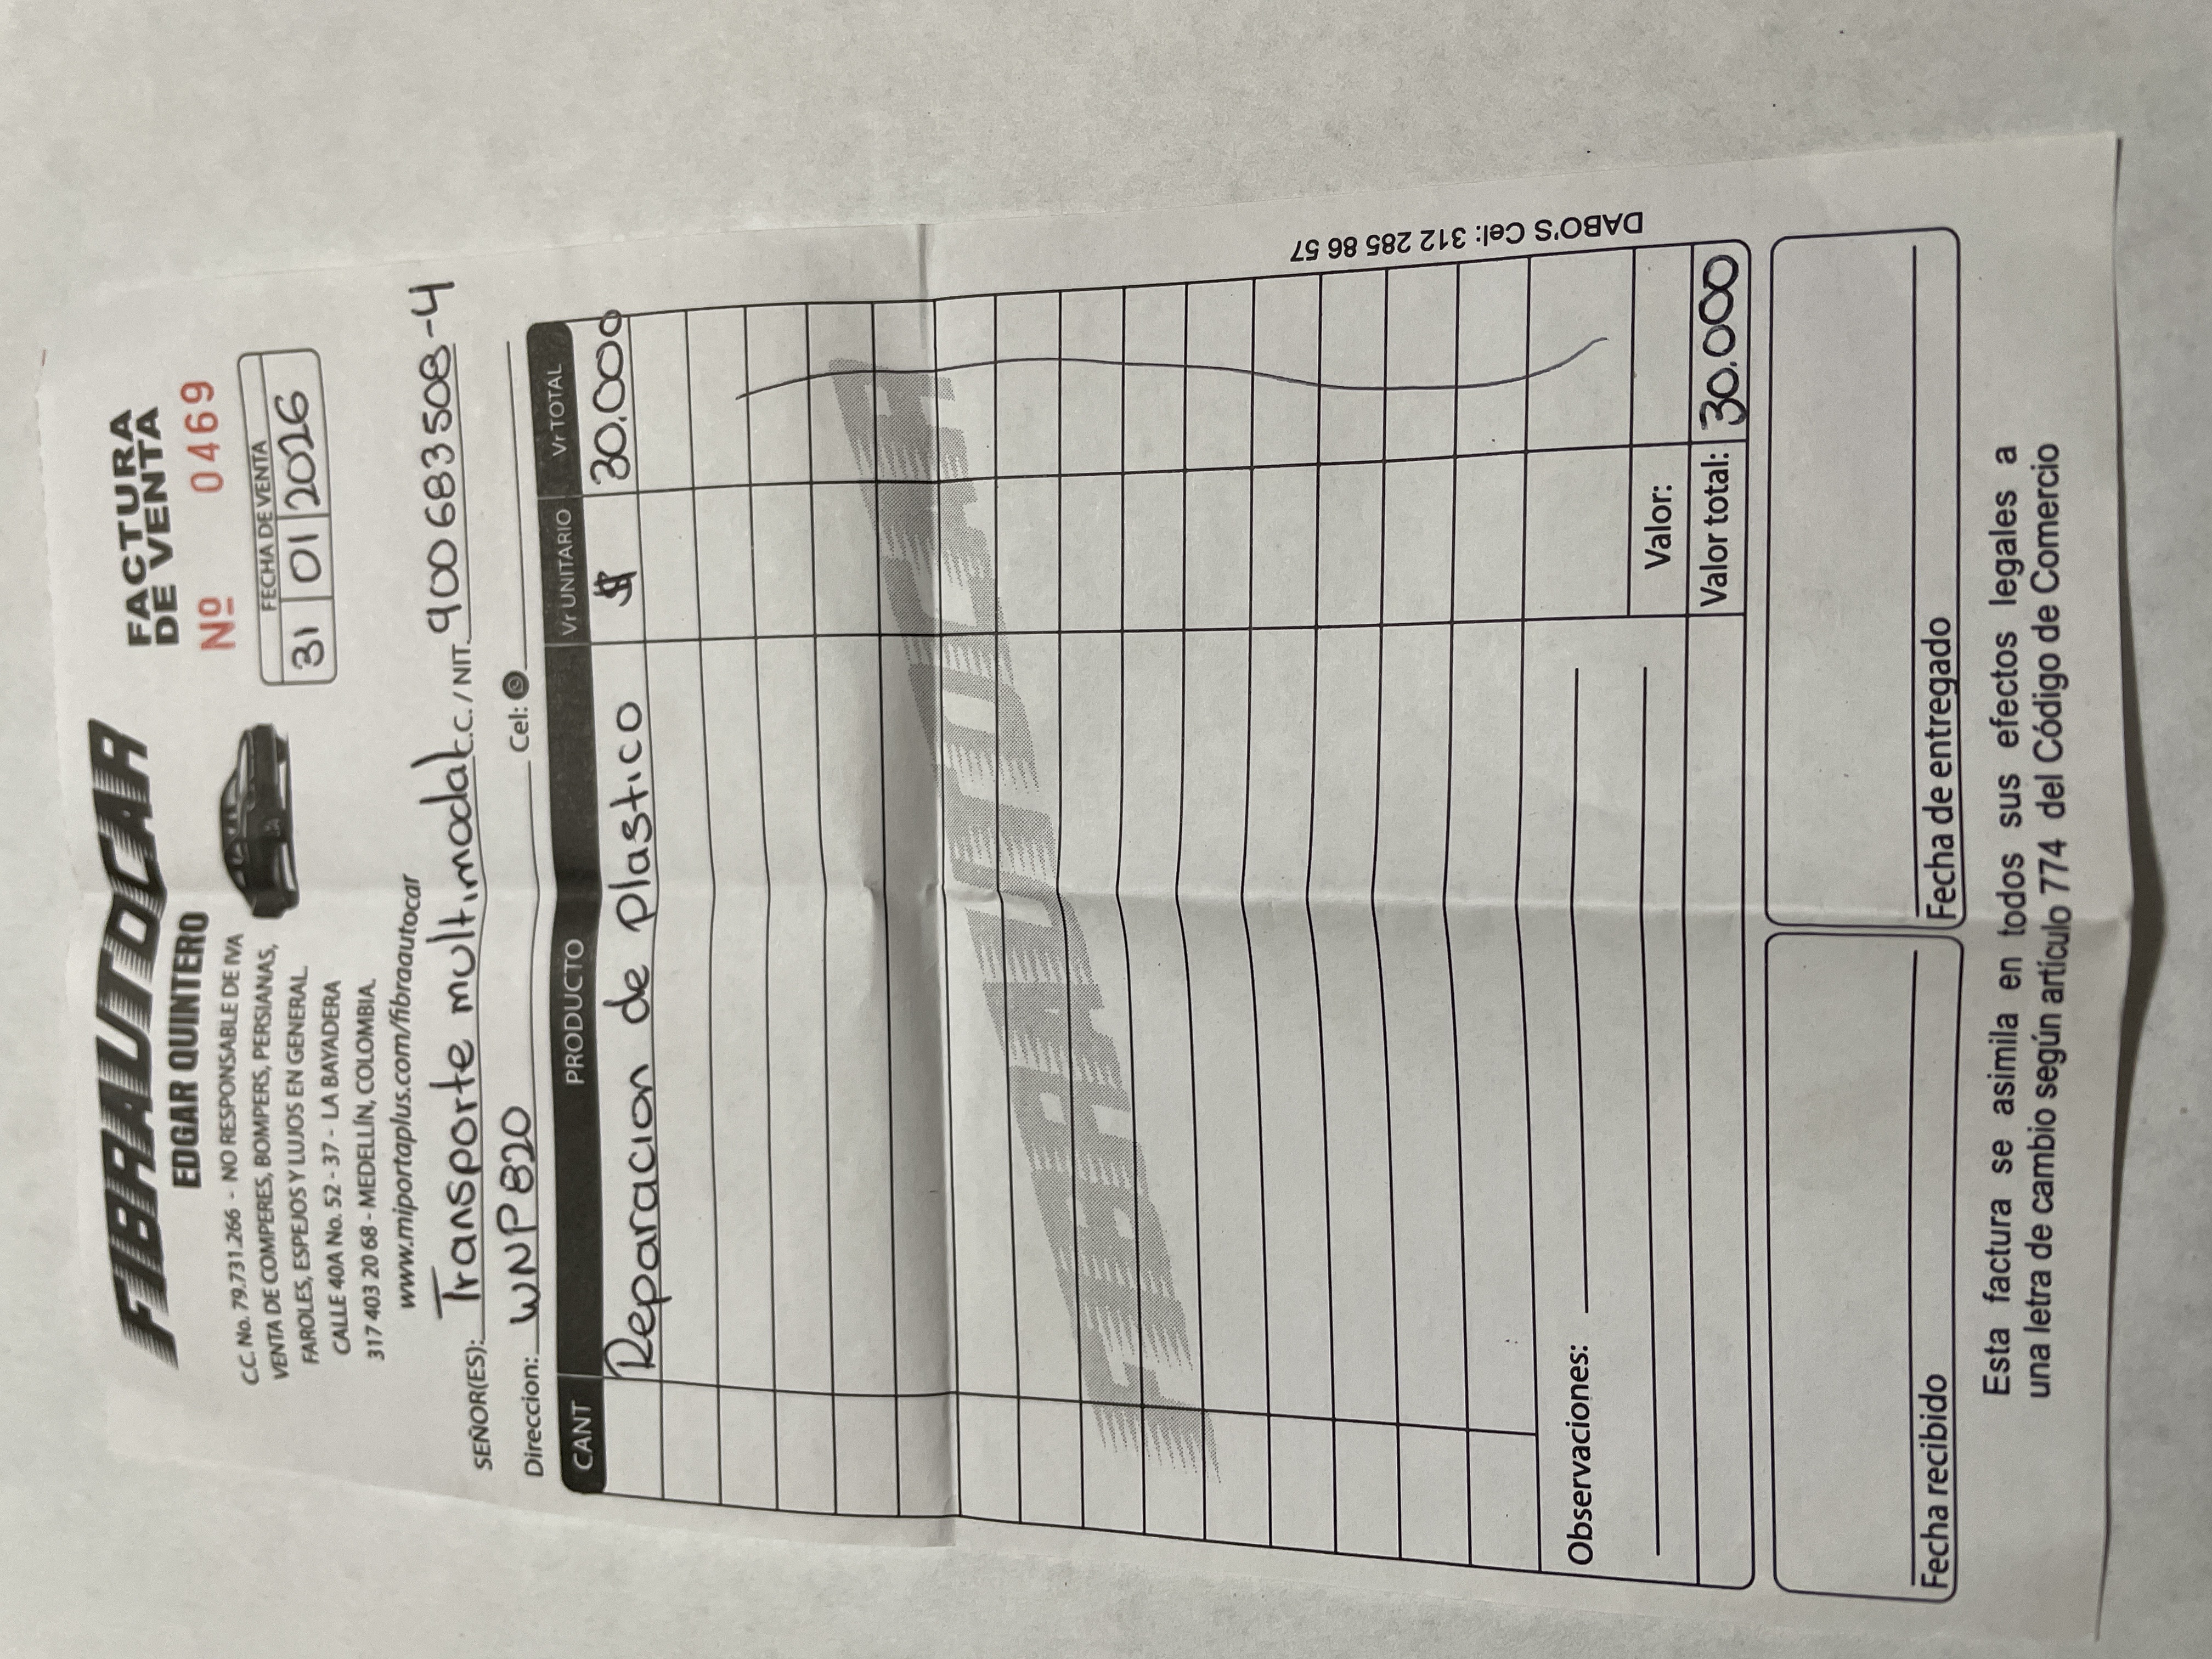 FIBRAUTOCAR
EDGAR QUINTERO
C.C. No. 79.731.266 - NO RESPONSABLE DE IVA
VENTA DE COMPERES, BOMPERS, PERSIANAS,
FAROLES, ESPEJOS Y LUJOS EN GENERAL.
CALLE 40A No. 52 - 37 - LA BAYADERA
317 403 20 68 - MEDELLÍN, COLOMBIA.
www.miportaplus.com/fibraautocar
FACTURA
DE VENTA
Nº 0469
FECHA DE VENTA
31 01 2026
SEÑOR(ES): Transporte multimodal C.C. / NIT. 900683508-4
Direccion: WNP820 Cel:
CANT PRODUCTO Vr UNITARIO Vr TOTAL
Reparacion de plastico $ 30.000
FIBRAUTOCAR
Observaciones:
Valor:
Valor total: 30.000
DABO'S Cel: 312 285 86 57
Fecha recibido Fecha de entregado
Esta factura se asimila en todos sus efectos legales a
una letra de cambio según artículo 774 del Código de Comercio